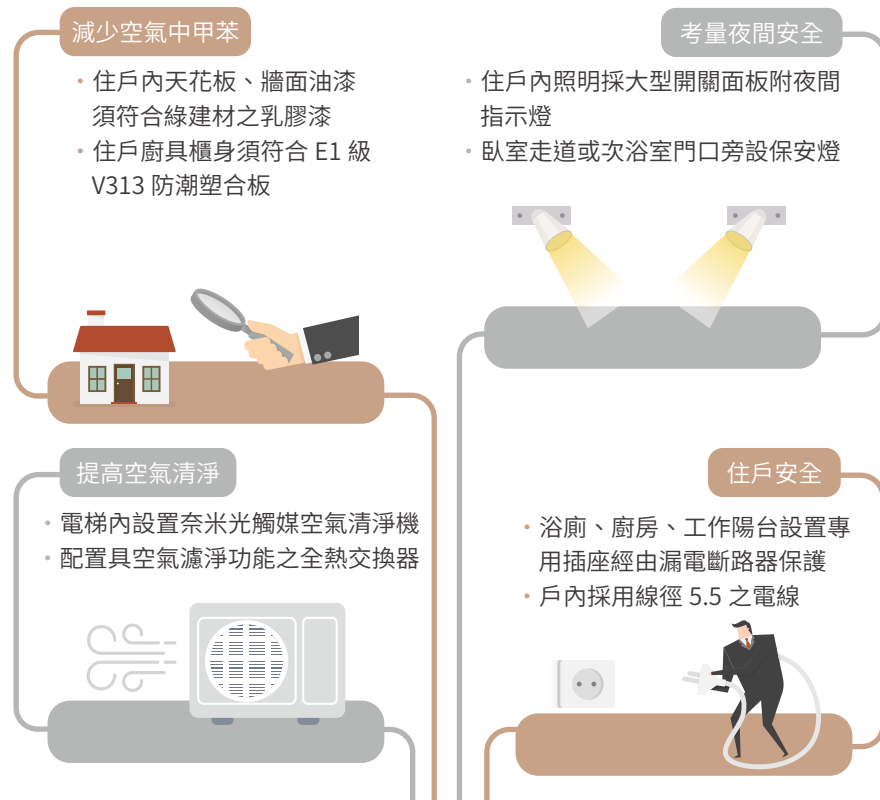 減少空氣中甲苯
・住戶內天花板、牆面油漆
須符合綠建材之乳膠漆
・住戶廚具櫃身須符合 E1 級
V313 防潮塑合板
考量夜間安全
・住戶內照明採大型開關面板附夜間
指示燈
・臥室走道或次浴室門口旁設保安燈
提高空氣清淨
・電梯內設置奈米光觸媒空氣清淨機
・配置具空氣濾淨功能之全熱交換器
住戶安全
・浴廁、廚房、工作陽台設置專
用插座經由漏電斷路器保護
・戶內採用線徑 5.5 之電線